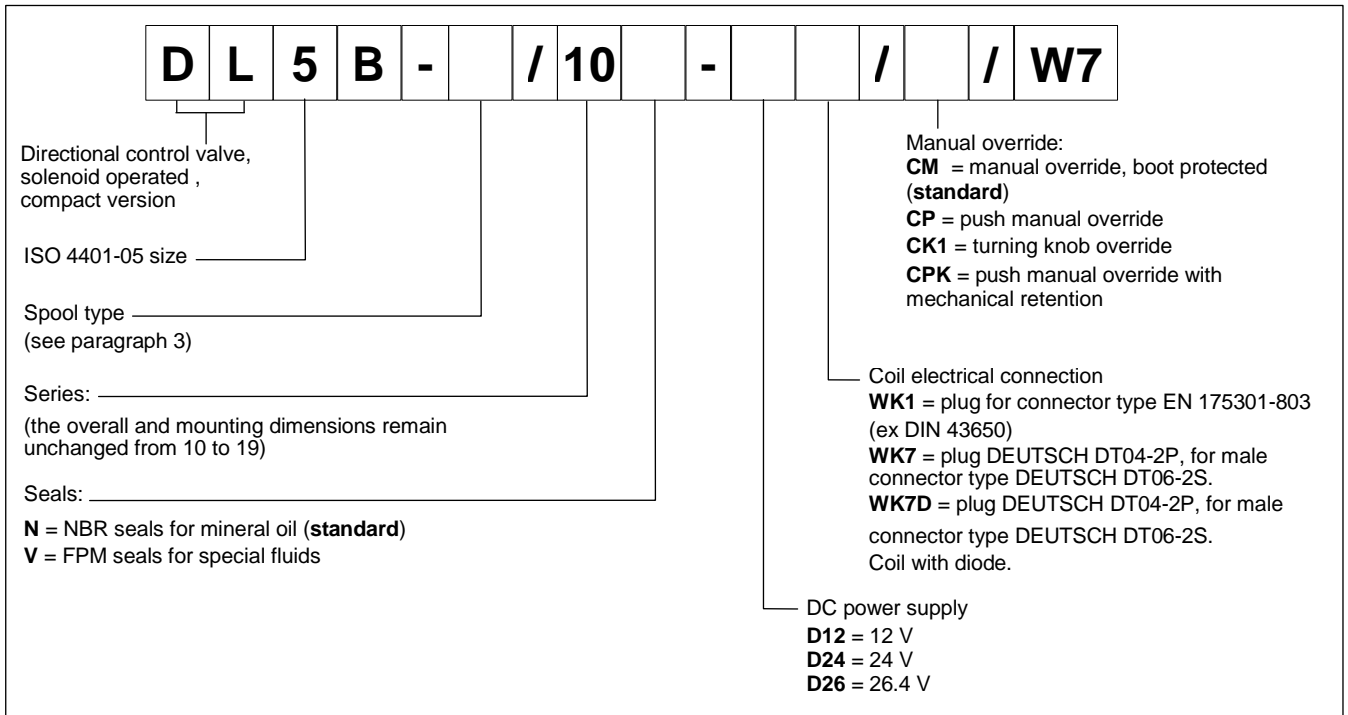 D L 5 B - / 10 - / / W7
Directional control valve,
solenoid operated ,
compact version
ISO 4401-05 size
Spool type
(see paragraph 3)
Series:
(the overall and mounting dimensions remain
unchanged from 10 to 19)
Seals:
N = NBR seals for mineral oil (standard)
V = FPM seals for special fluids
Manual override:
CM = manual override, boot protected
(standard)
CP = push manual override
CK1 = turning knob override
CPK = push manual override with
mechanical retention
Coil electrical connection
WK1 = plug for connector type EN 175301-803
(ex DIN 43650)
WK7 = plug DEUTSCH DT04-2P, for male
connector type DEUTSCH DT06-2S.
WK7D = plug DEUTSCH DT04-2P, for male
connector type DEUTSCH DT06-2S.
Coil with diode.
DC power supply
D12 = 12 V
D24 = 24 V
D26 = 26.4 V